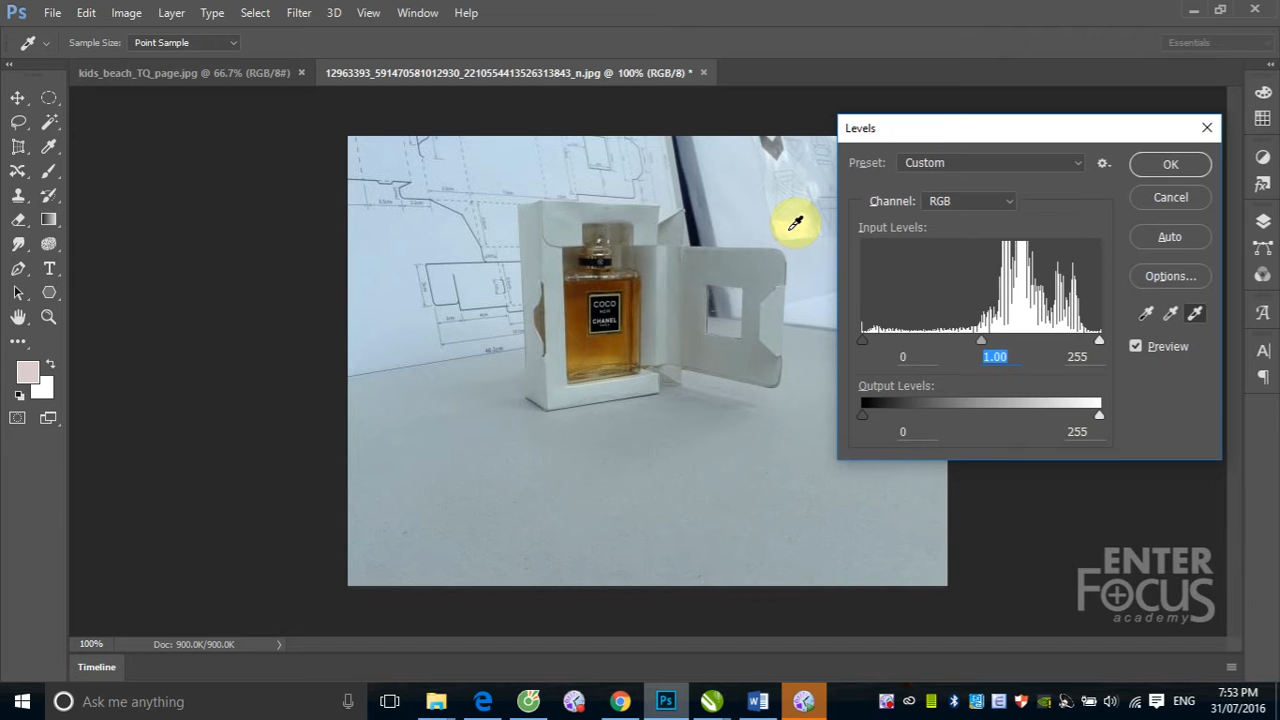 Ps File Edit Image Layer Type Select Filter 3D View Window Help
Sample Size: Point Sample Essentials
kids_beach_TQ_page.jpg @ 66.7% (RGB/8#) × 12963393_591470581012930_2210554413526313843_n.jpg @ 100% (RGB/8) * ×
Levels
Preset: Custom OK
Cancel
Channel: RGB
Input Levels:
Auto
Options...
Preview
0 1.00 255
Output Levels:
0 255
COCO
NOIR
CHANEL
ENTER
FOCUS
academy
100% Doc: 900.0K/900.0K
Timeline
Ask me anything
ENG
7:53 PM
31/07/2016